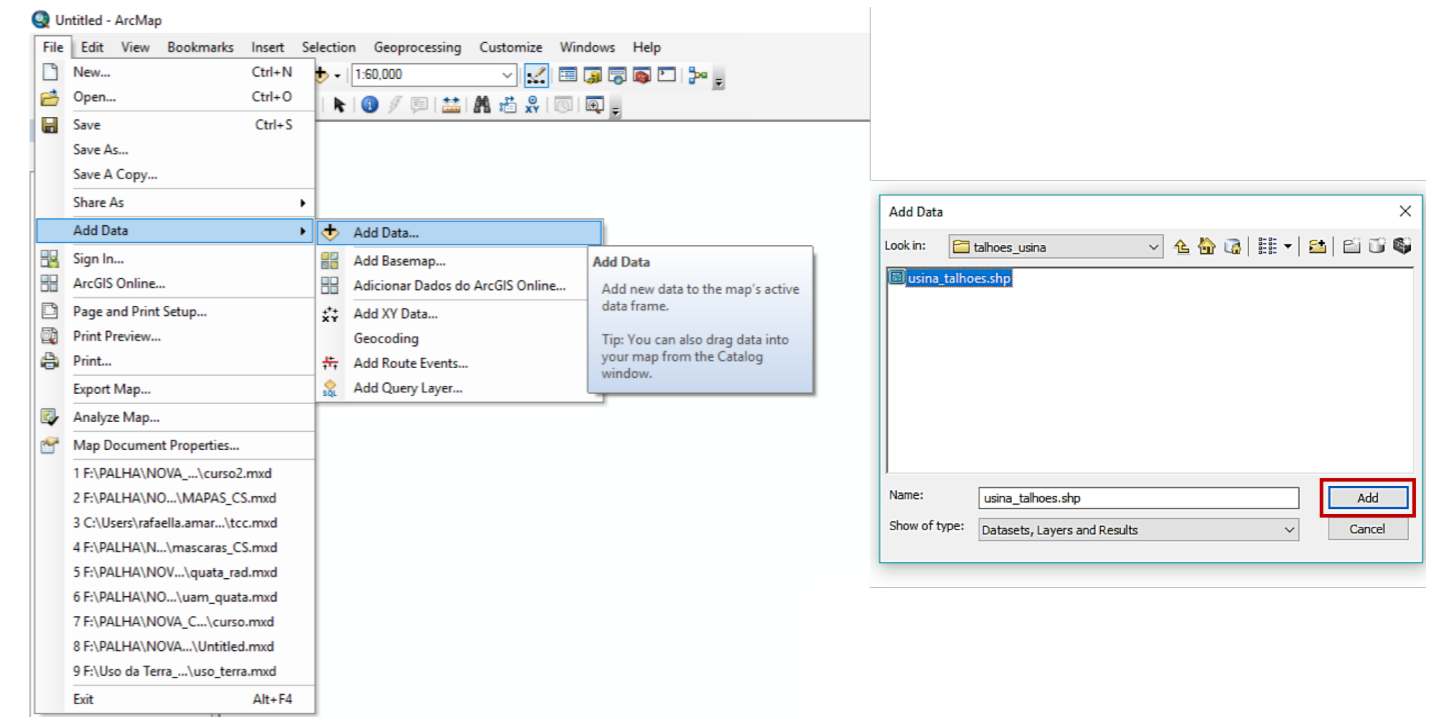 Untitled - ArcMap
File Edit View Bookmarks Insert Selection Geoprocessing Customize Windows Help
New... Ctrl+N
1:60,000
Open... Ctrl+O
Save Ctrl+S
Save As...
Save A Copy...
Share As
Add Data
Sign In...
ArcGIS Online...
Page and Print Setup...
Print Preview...
Print...
Export Map...
Analyze Map...
Map Document Properties...
1 F:\PALHA\NOVA_...\curso2.mxd
2 F:\PALHA\NO...\MAPAS_CS.mxd
3 C:\Users\rafaella.amar...\tcc.mxd
4 F:\PALHA\N...\mascaras_CS.mxd
5 F:\PALHA\NOV...\quata_rad.mxd
6 F:\PALHA\NO...\uam_quata.mxd
7 F:\PALHA\NOVA_C...\curso.mxd
8 F:\PALHA\NOVA...\Untitled.mxd
9 F:\Uso da Terra_...\uso_terra.mxd
Exit Alt+F4
Add Data...
Add Basemap...
Adicionar Dados do ArcGIS Online...
Add XY Data...
Geocoding
Add Route Events...
Add Query Layer...
Add Data
Add new data to the map's active
data frame.
Tip: You can also drag data into
your map from the Catalog
window.
Add Data
Look in: talhoes_usina
usina_talhoes.shp
Name: usina_talhoes.shp Add
Show of type: Datasets, Layers and Results Cancel